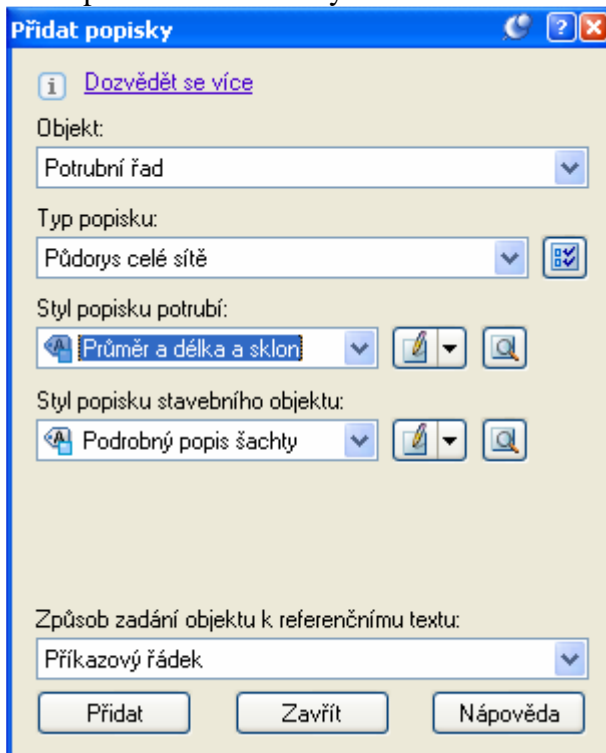 Přidat popisky
Dozvědět se více
Objekt:
Potrubní řad
Typ popisku:
Půdorys celé sítě
Styl popisku potrubí:
Průměr a délka a sklon
Styl popisku stavebního objektu:
Podrobný popis šachty
Způsob zadání objektu k referenčnímu textu:
Příkazový řádek
Přidat Zavřít Nápověda